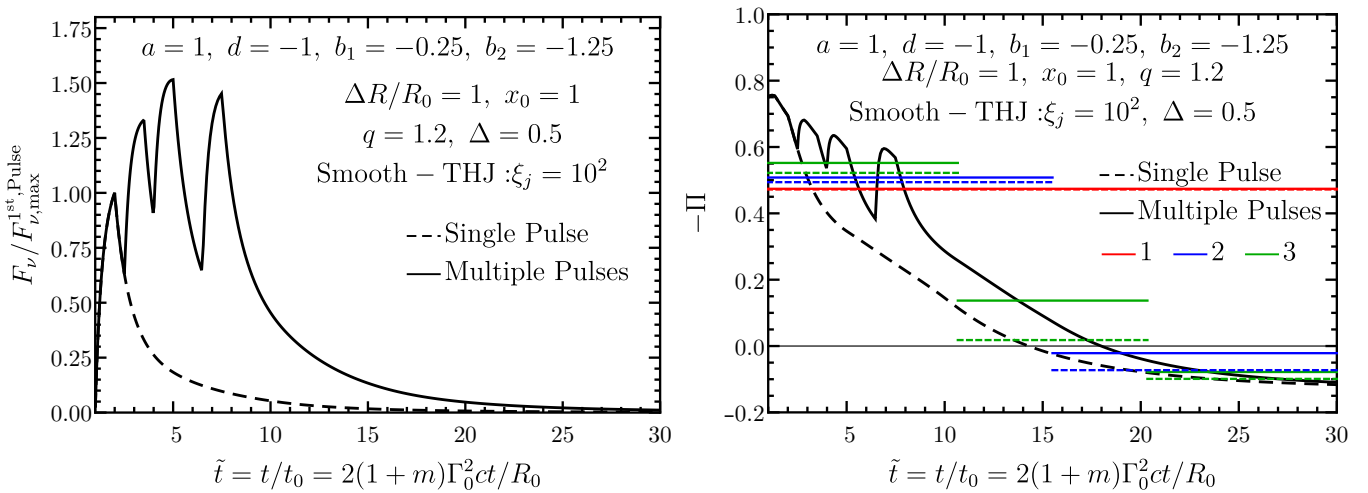 F_ν/F_{ν,max}^{1st,Pulse}
1.75
1.50
1.25
1.00
0.75
0.50
0.25
0.00
a = 1, d = −1, b₁ = −0.25, b₂ = −1.25
ΔR/R₀ = 1, x₀ = 1
q = 1.2, Δ = 0.5
Smooth − THJ :ξ_j = 10²
Single Pulse
Multiple Pulses
5 10 15 20 25 30
t̃ = t/t₀ = 2(1 + m)Γ₀²ct/R₀
−Π
1.0
0.8
0.6
0.4
0.2
0.0
−0.2
a = 1, d = −1, b₁ = −0.25, b₂ = −1.25
ΔR/R₀ = 1, x₀ = 1, q = 1.2
Smooth − THJ :ξ_j = 10², Δ = 0.5
Single Pulse
Multiple Pulses
1 2 3
5 10 15 20 25 30
t̃ = t/t₀ = 2(1 + m)Γ₀²ct/R₀